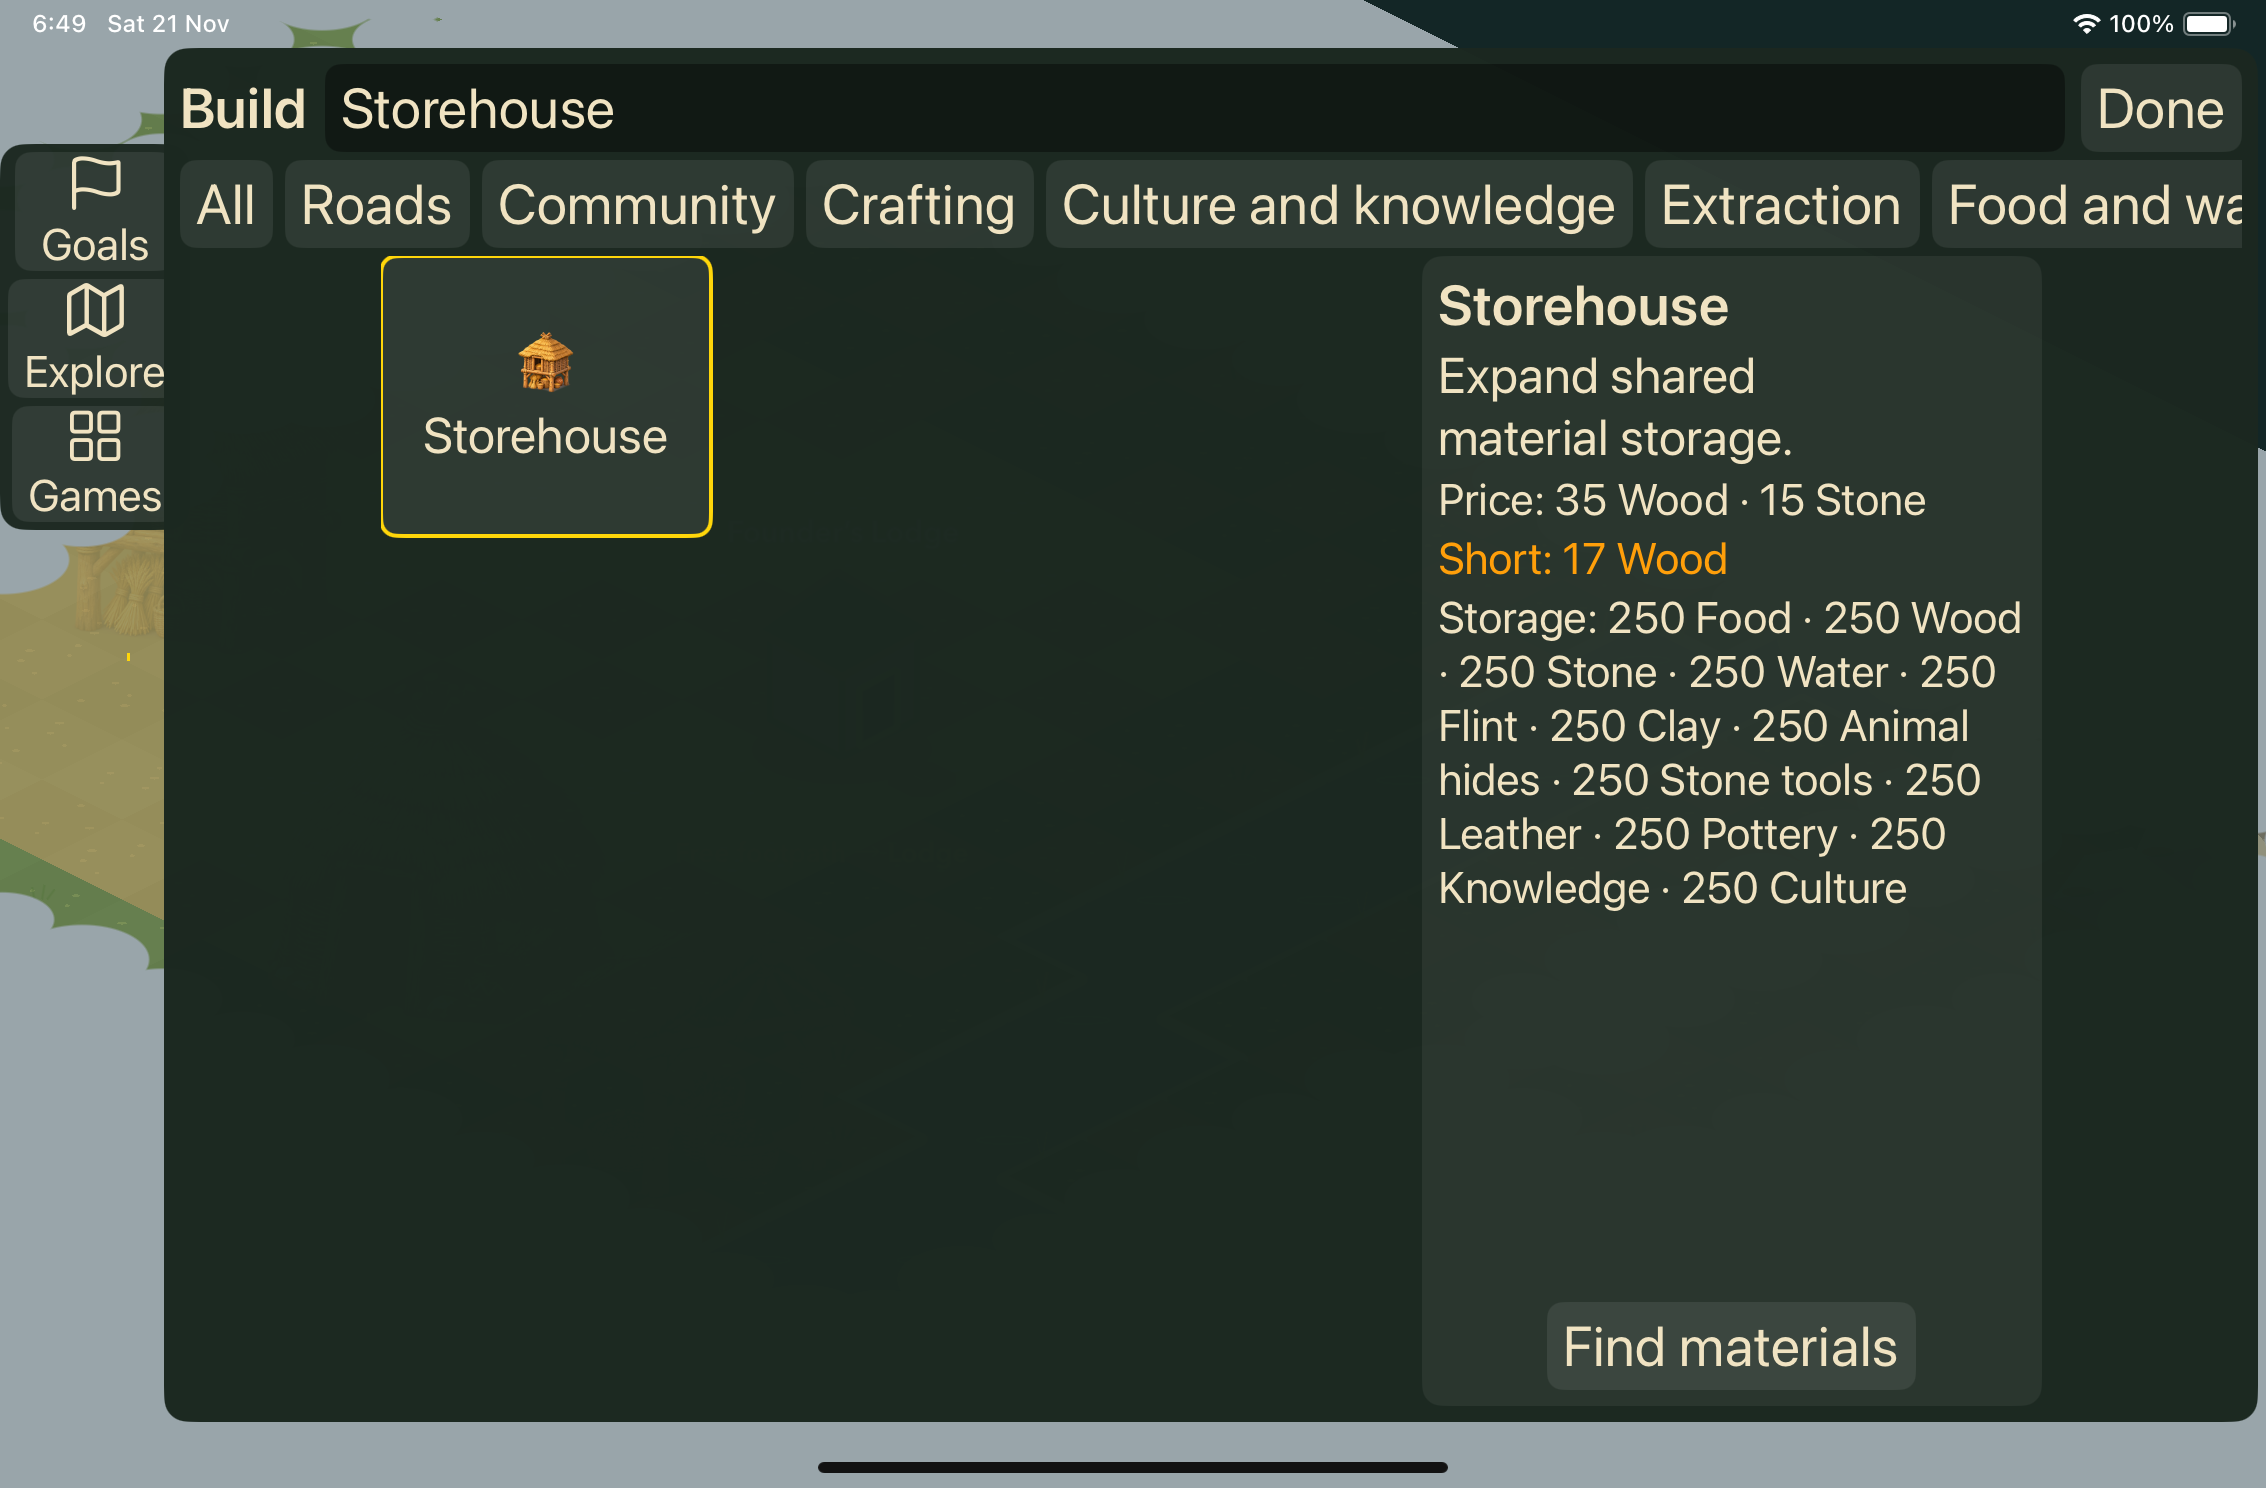 6:49 Sat 21 Nov
100%
Build
Storehouse
Done
Goals
Explore
Games
All
Roads
Community
Crafting
Culture and knowledge
Extraction
Food and wa
Storehouse
Storehouse
Expand shared
material storage.
Price: 35 Wood · 15 Stone
Short: 17 Wood
Storage: 250 Food · 250 Wood
· 250 Stone · 250 Water · 250
Flint · 250 Clay · 250 Animal
hides · 250 Stone tools · 250
Leather · 250 Pottery · 250
Knowledge · 250 Culture
Find materials